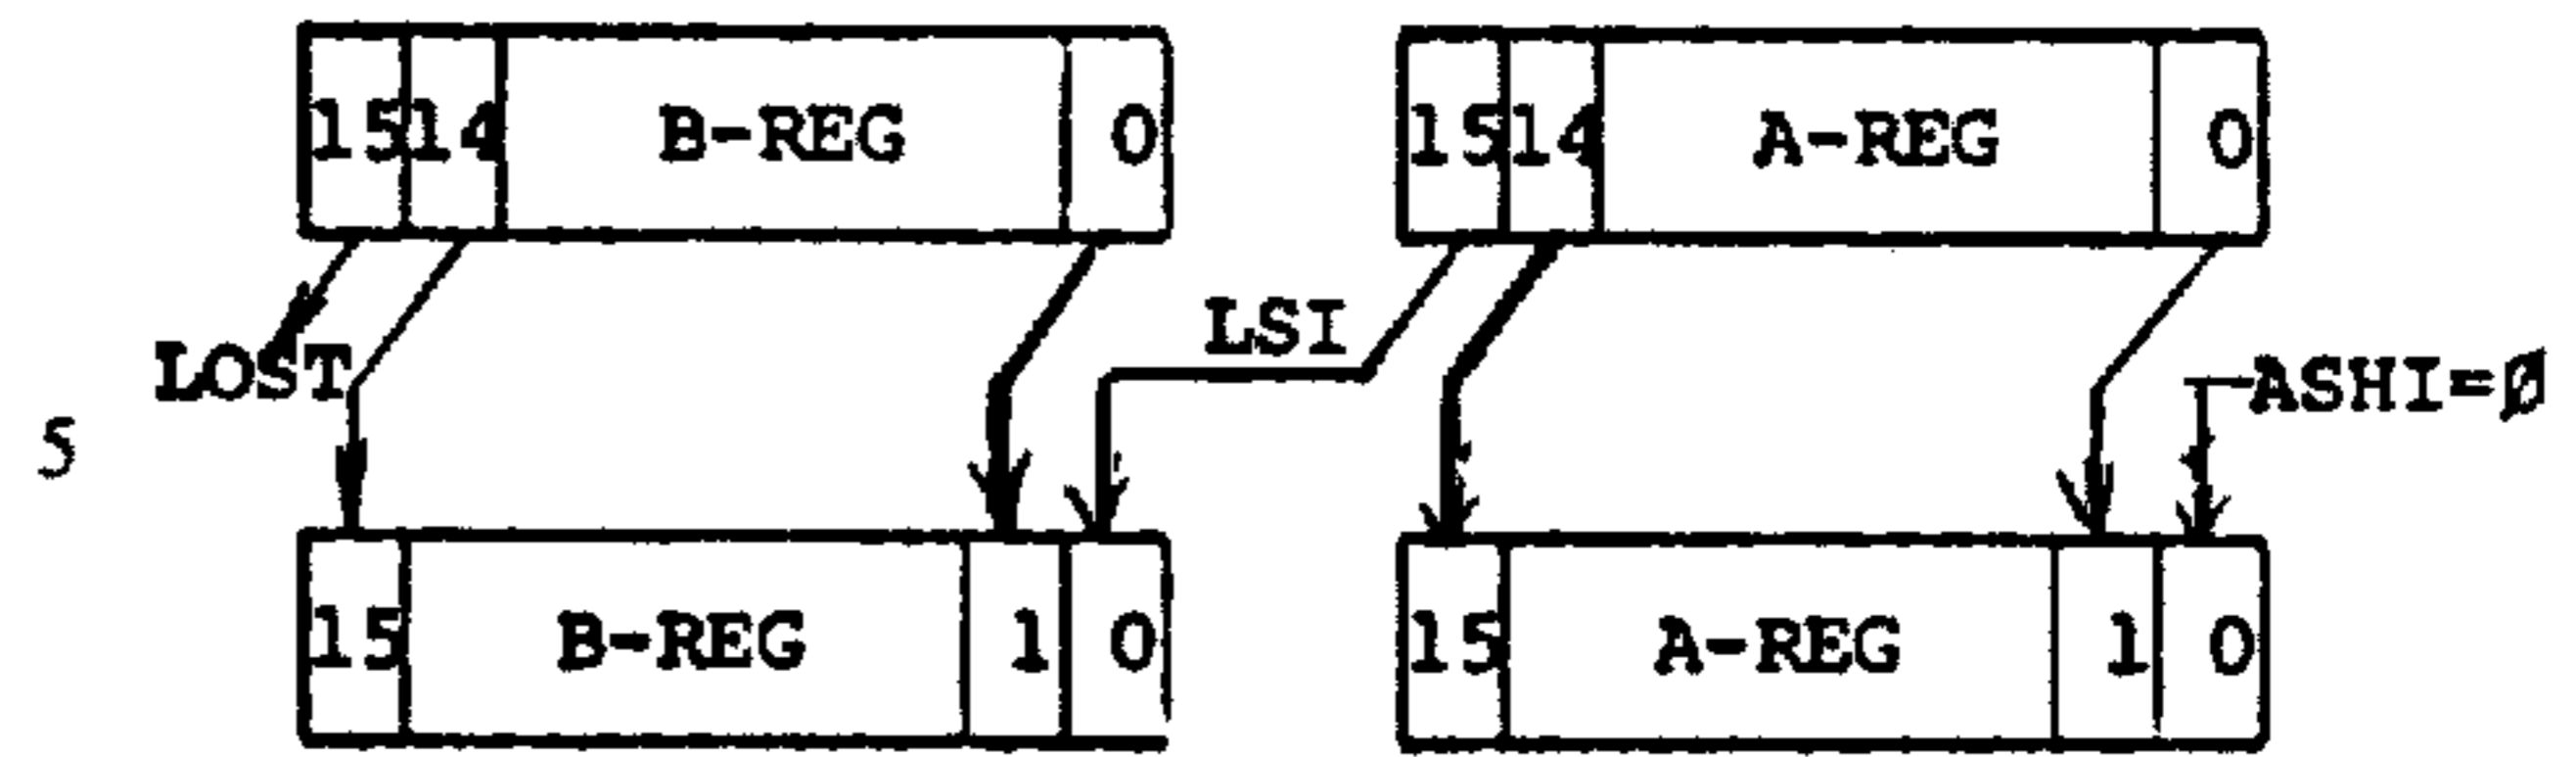 15 14 B-REG 0 15 14 A-REG 0
LSI
LOST ASHI=Ø
5
15 B-REG 1 0 15 A-REG 1 0